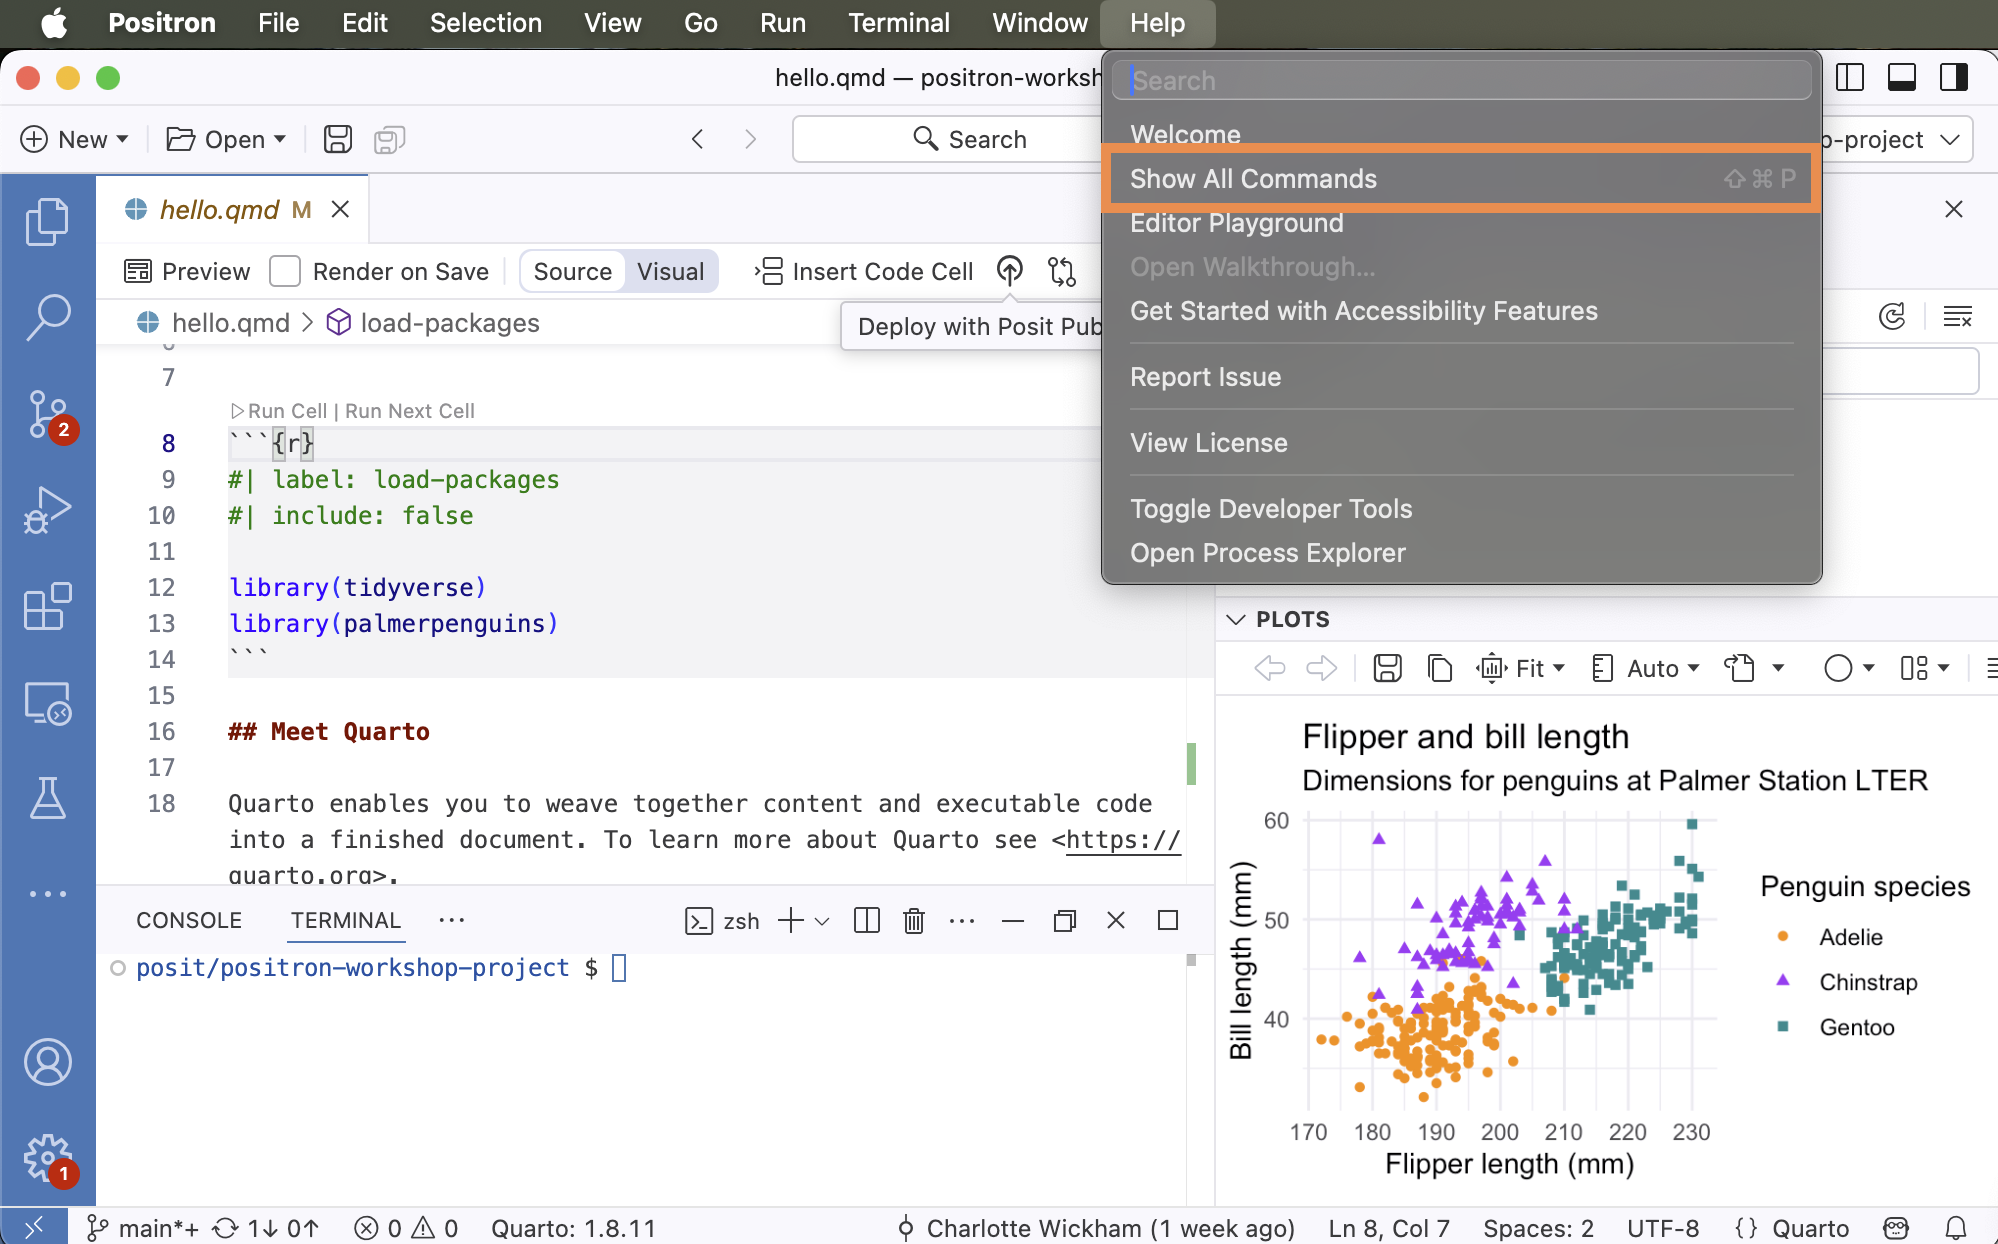 Positron File Edit Selection View Go Run Terminal Window Help
hello.qmd — positron-worksh
New Open Search p-project
Search
Welcome
Show All Commands ⇧⌘P
Editor Playground
Open Walkthrough...
Get Started with Accessibility Features
Report Issue
View License
Toggle Developer Tools
Open Process Explorer
hello.qmd M
Preview Render on Save Source Visual Insert Code Cell
Deploy with Posit Pub
hello.qmd > load-packages
7
Run Cell | Run Next Cell
8 ```{r}
9 #| label: load-packages
10 #| include: false
11
12 library(tidyverse)
13 library(palmerpenguins)
14 ```
15
16 ## Meet Quarto
17
18 Quarto enables you to weave together content and executable code
into a finished document. To learn more about Quarto see <https://
quarto.org>.
2
1
CONSOLE TERMINAL ··· zsh
posit/positron-workshop-project $
PLOTS
Fit Auto
Flipper and bill length
Dimensions for penguins at Palmer Station LTER
60
50
40
Bill length (mm)
170 180 190 200 210 220 230
Flipper length (mm)
Penguin species
Adelie
Chinstrap
Gentoo
main*+ 1↓ 0↑ 0 0 Quarto: 1.8.11 Charlotte Wickham (1 week ago) Ln 8, Col 7 Spaces: 2 UTF-8 {} Quarto